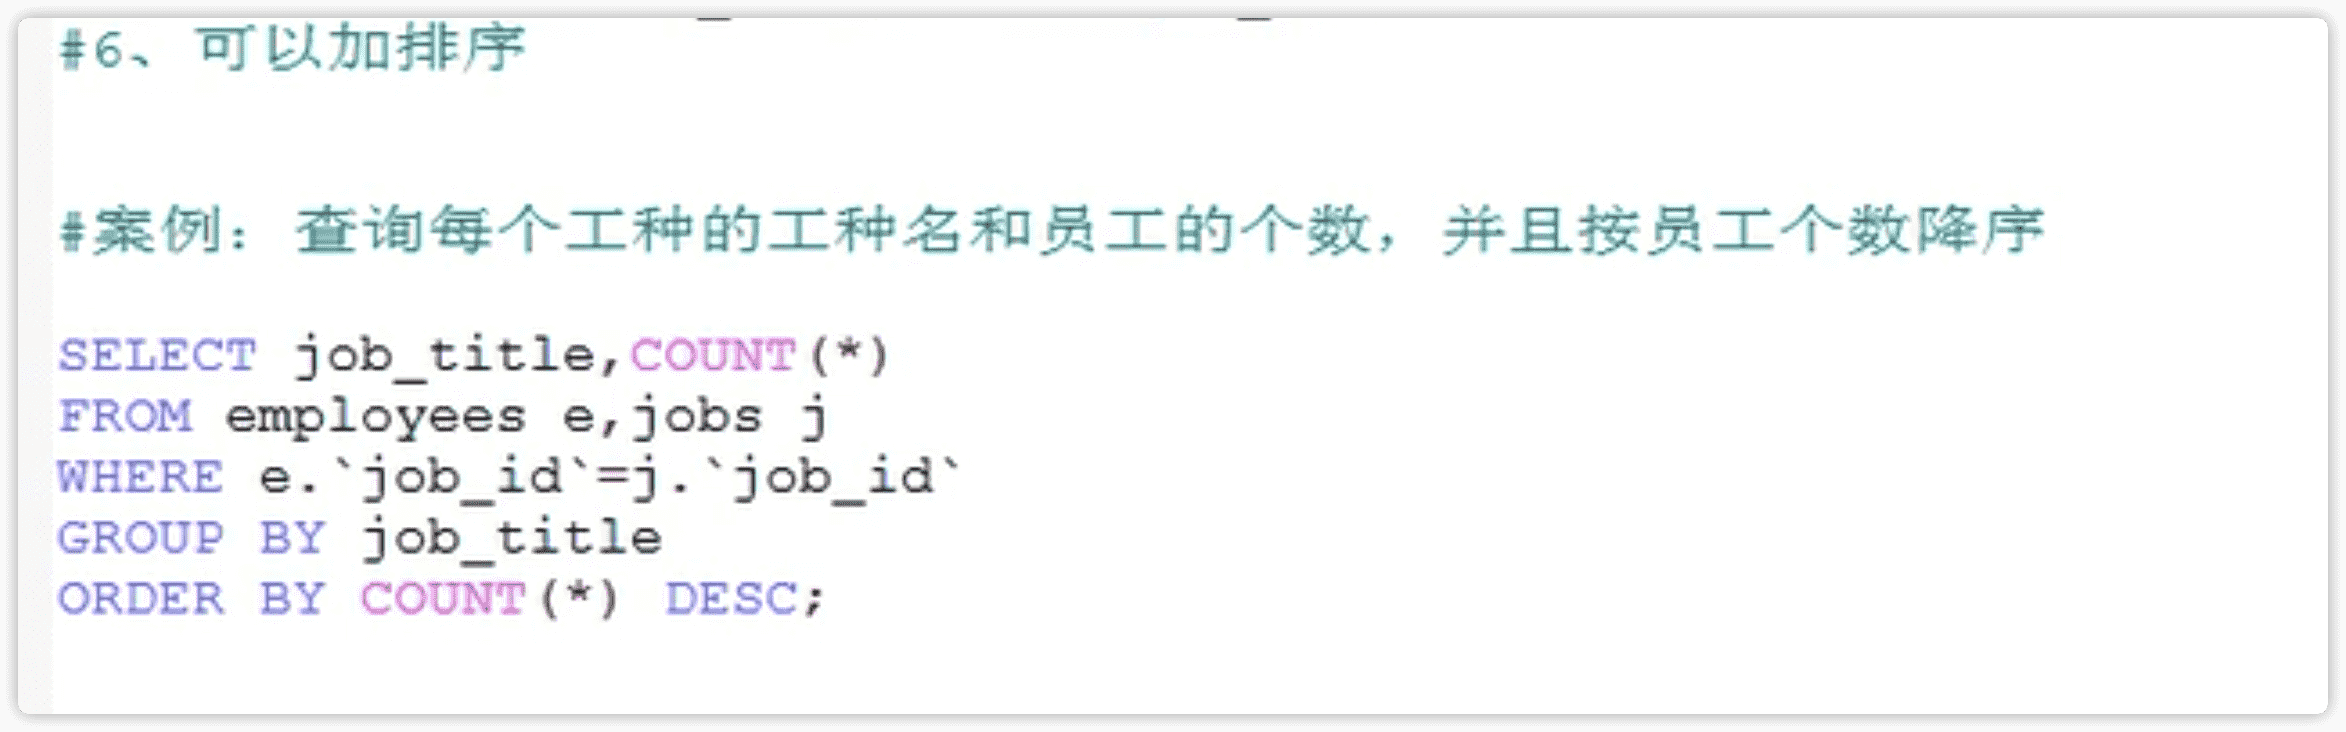 #6、可以加排序
#案例：查询每个工种的工种名和员工的个数，并且按员工个数降序
SELECT job_title,COUNT(*)
FROM employees e,jobs j
WHERE e.`job_id`=j.`job_id`
GROUP BY job_title
ORDER BY COUNT(*) DESC;